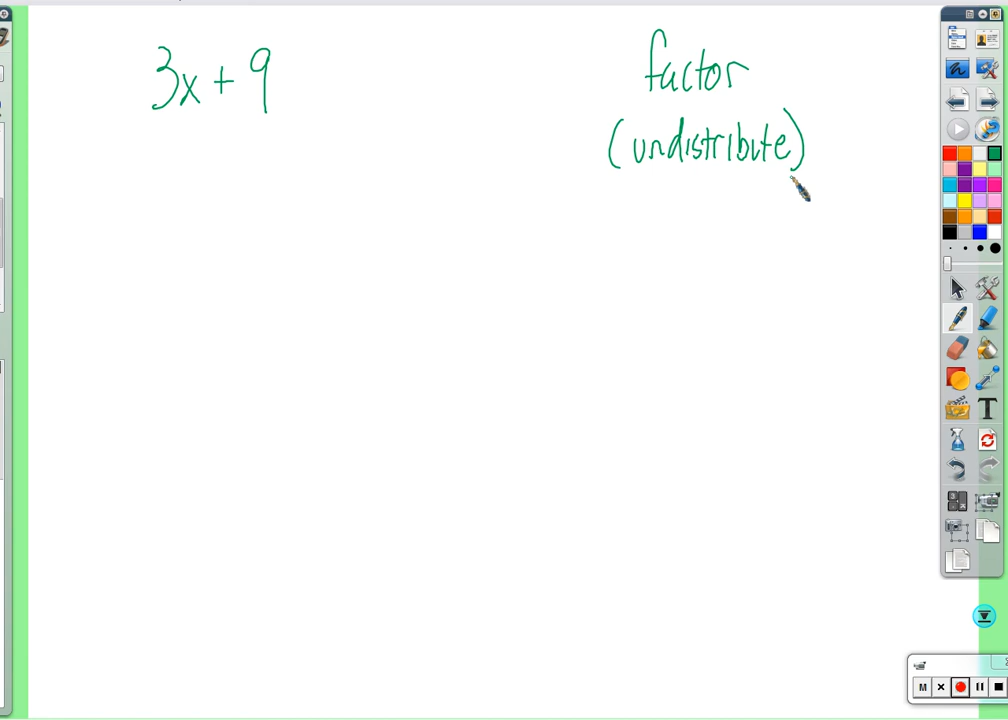 3x + 9
factor
(undistribute)
T
M